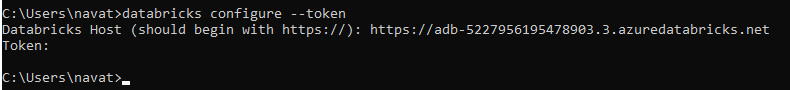 C:\Users\navat>databricks configure --token
Databricks Host (should begin with https://): https://adb-5227956195478903.3.azuredatabricks.net
Token:
C:\Users\navat>